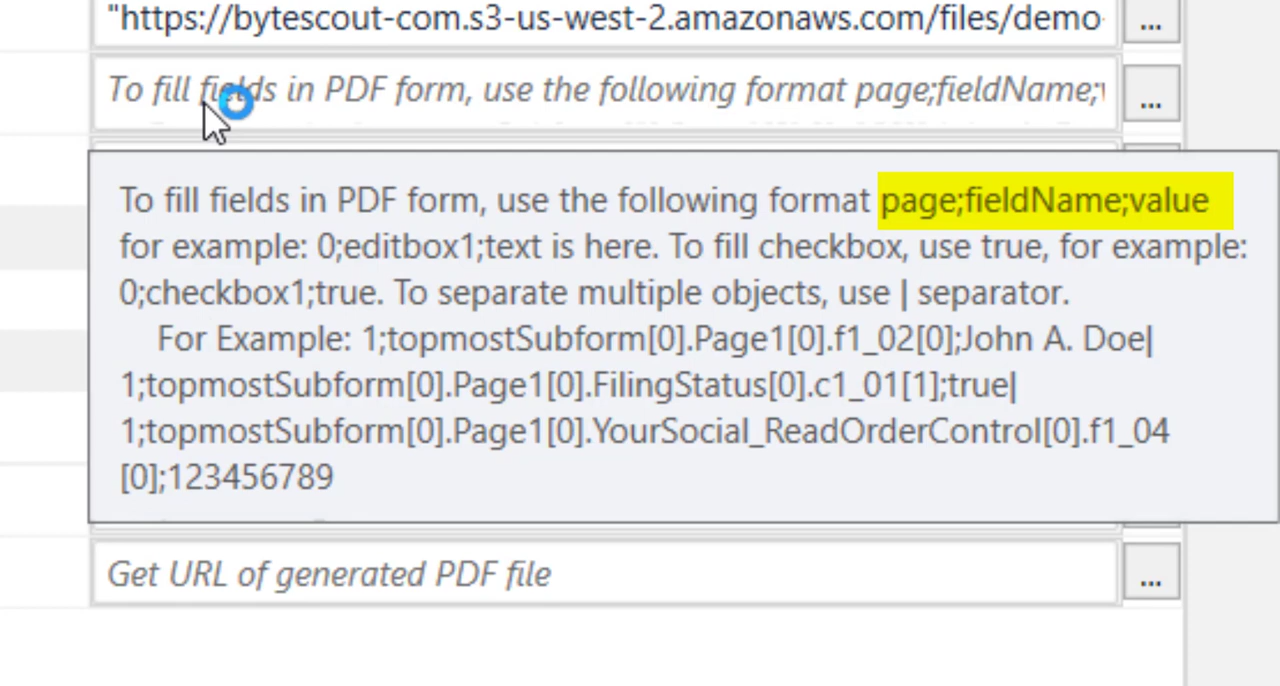 "https://bytescout-com.s3-us-west-2.amazonaws.com/files/demo-
...
To fill fields in PDF form, use the following format page;fieldName;
...
To fill fields in PDF form, use the following format page;fieldName;value
for example: 0;editbox1;text is here. To fill checkbox, use true, for example:
0;checkbox1;true. To separate multiple objects, use | separator.
For Example: 1;topmostSubform[0].Page1[0].f1_02[0];John A. Doe|
1;topmostSubform[0].Page1[0].FilingStatus[0].c1_01[1];true|
1;topmostSubform[0].Page1[0].YourSocial_ReadOrderControl[0].f1_04
[0];123456789
Get URL of generated PDF file
...